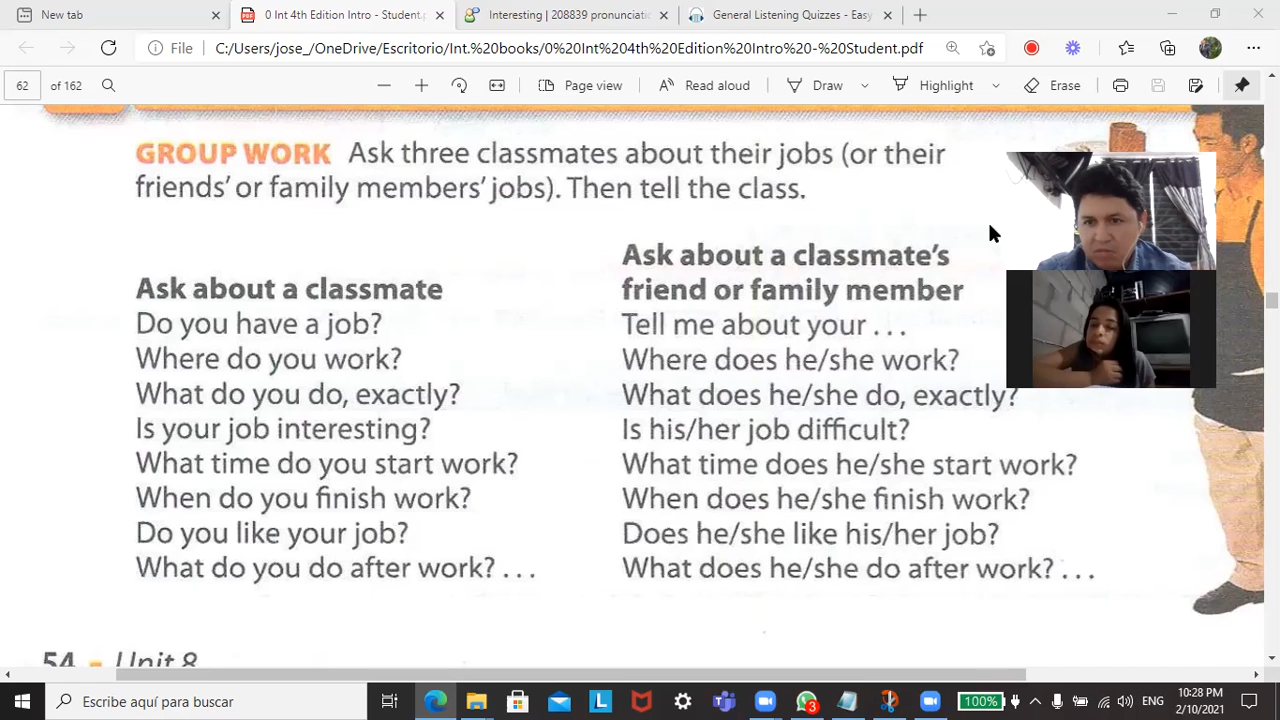 New tab
0 Int 4th Edition Intro - Student.p
Interesting | 208839 pronunciatio
General Listening Quizzes - Easy
File
C:/Users/jose_/OneDrive/Escritorio/Int.%20books/0%20Int%204th%20Edition%20Intro%20-%20Student.pdf
62 of 162
Page view
Read aloud
Draw
Highlight
Erase
GROUP WORK Ask three classmates about their jobs (or their
friends' or family members' jobs). Then tell the class.
Ask about a classmate
Do you have a job?
Where do you work?
What do you do, exactly?
Is your job interesting?
What time do you start work?
When do you finish work?
Do you like your job?
What do you do after work? . . .
Ask about a classmate's
friend or family member
Tell me about your . . .
Where does he/she work?
What does he/she do, exactly?
Is his/her job difficult?
What time does he/she start work?
When does he/she finish work?
Does he/she like his/her job?
What does he/she do after work? . . .
54 Unit 8
Escribe aquí para buscar
3
100%
ENG
10:28 PM
2/10/2021